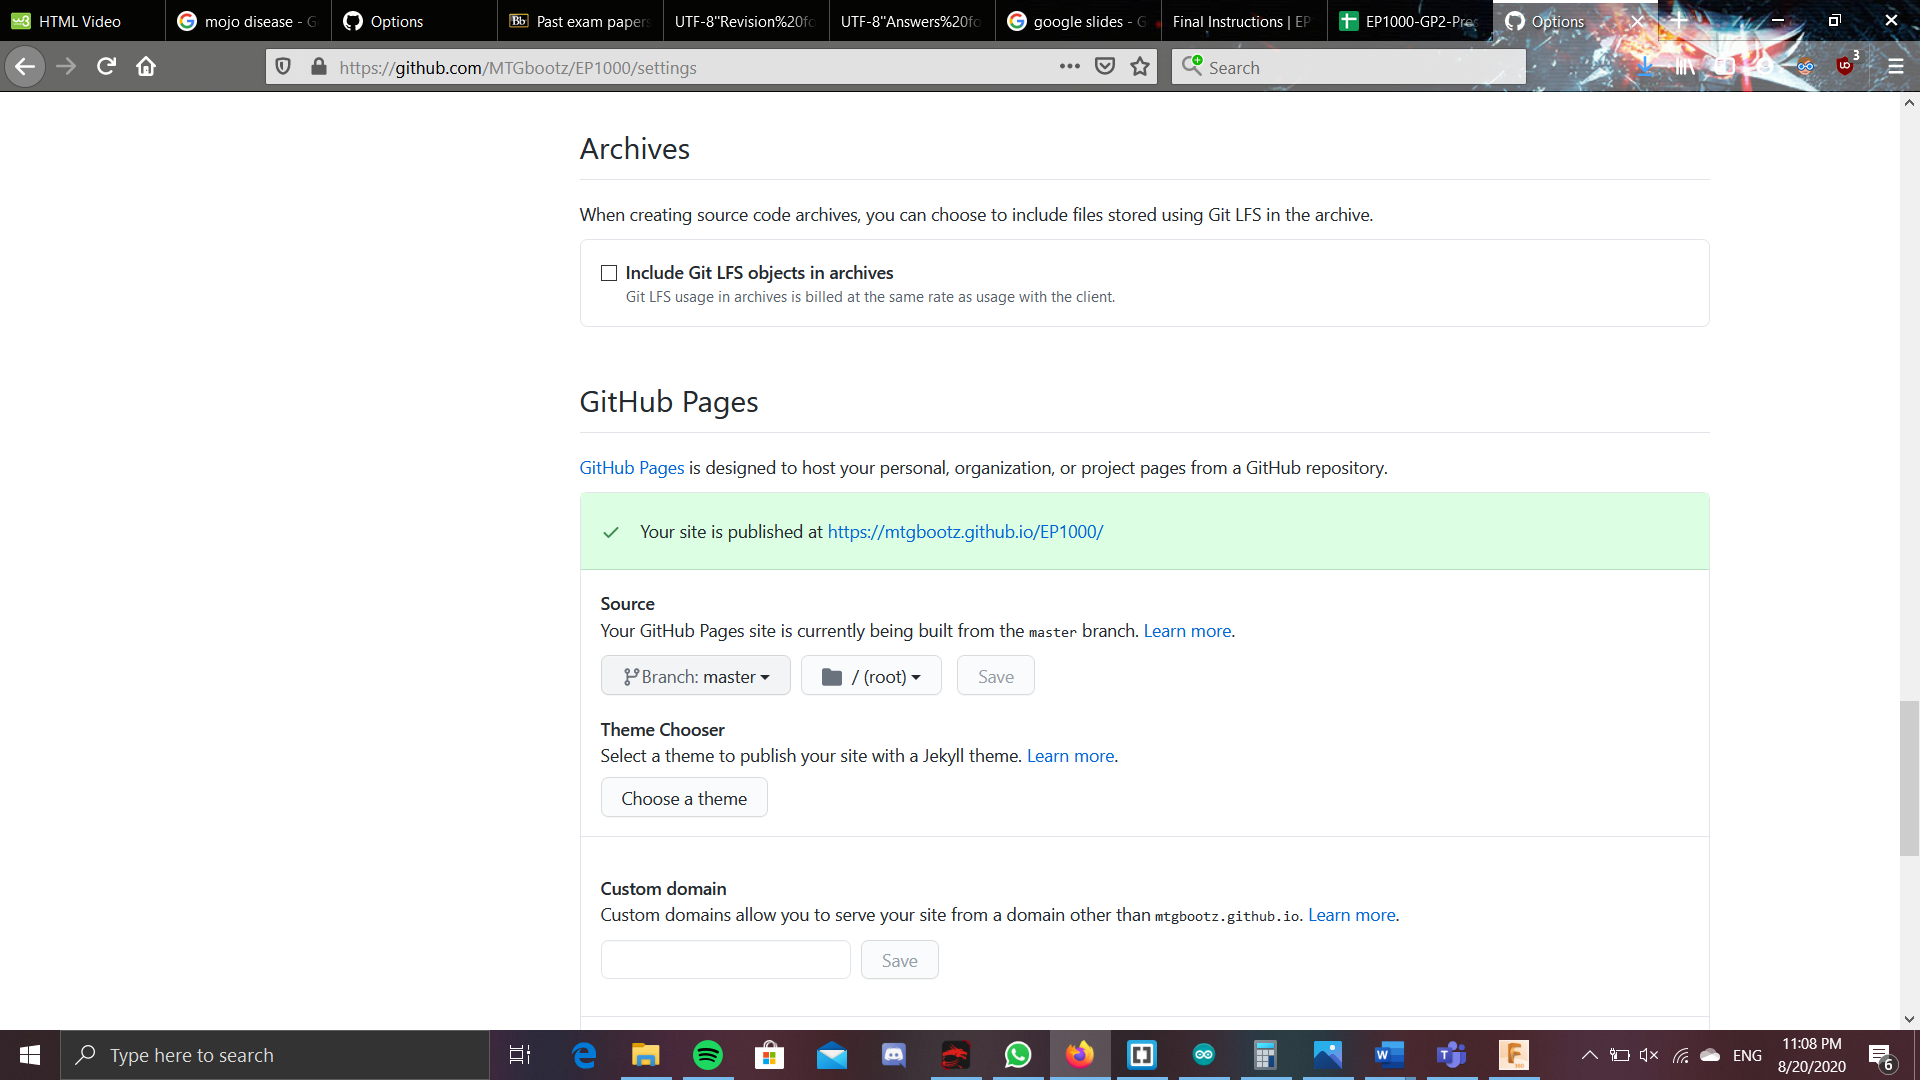 HTML Video
mojo disease - G
Options
Past exam papers
UTF-8''Revision%20fo
UTF-8''Answers%20fo
google slides - G
Final Instructions | EP
EP1000-GP2-Pres
Options
https://github.com/MTGbootz/EP1000/settings
Search
3
Archives
When creating source code archives, you can choose to include files stored using Git LFS in the archive.
Include Git LFS objects in archives
Git LFS usage in archives is billed at the same rate as usage with the client.
GitHub Pages
GitHub Pages is designed to host your personal, organization, or project pages from a GitHub repository.
Your site is published at https://mtgbootz.github.io/EP1000/
Source
Your GitHub Pages site is currently being built from the master branch. Learn more.
Branch: master
/ (root)
Save
Theme Chooser
Select a theme to publish your site with a Jekyll theme. Learn more.
Choose a theme
Custom domain
Custom domains allow you to serve your site from a domain other than mtgbootz.github.io. Learn more.
Save
Type here to search
ENG
11:08 PM
8/20/2020
6